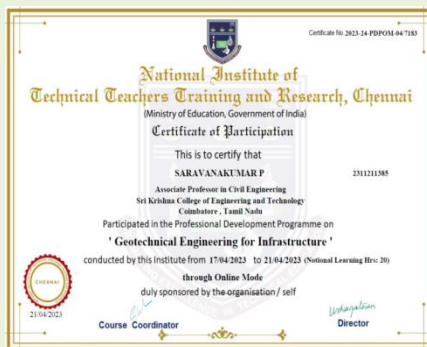 Certificate No 2023-24-PDPOM-04/7183
National Institute of
Technical Teachers Training and Research, Chennai
(Ministry of Education, Government of India)
Certificate of Participation
This is to certify that
SARAVANAKUMAR P 2311211385
Associate Professor in Civil Engineering
Sri Krishna College of Engineering and Technology
Coimbatore , Tamil Nadu
Participated in the Professional Development Programme on
' Geotechnical Engineering for Infrastructure '
conducted by this Institute from 17/04/2023 to 21/04/2023 (Notional Learning Hrs: 20)
through Online Mode
duly sponsored by the organisation / self
CHENNAI
21/04/2023
Course Coordinator
Director